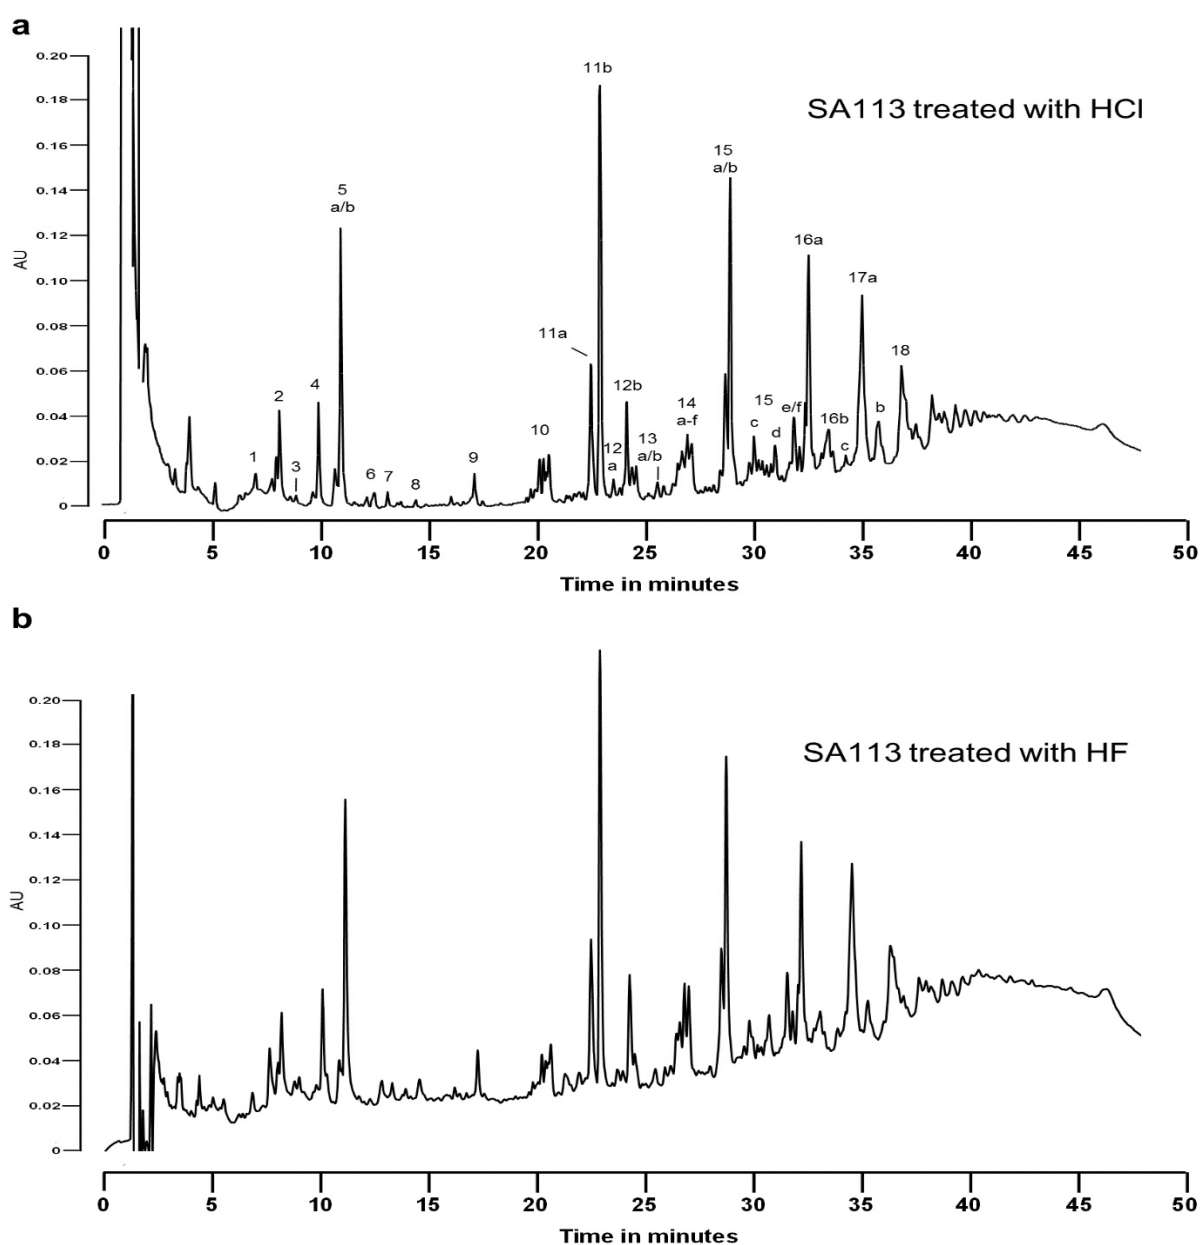 a
SA113 treated with HCl
AU
0.20
0.18
0.16
0.14
0.12
0.10
0.08
0.06
0.04
0.02
0
1
2
3
4
5
a/b
6
7
8
9
10
11a
11b
12
a
12b
13
a/b
14
a-f
15
a/b
15
c
d
e/f
16a
16b
c
17a
b
18
0 5 10 15 20 25 30 35 40 45 50
Time in minutes
b
SA113 treated with HF
AU
0.20
0.18
0.16
0.14
0.12
0.10
0.08
0.06
0.04
0.02
0
0 5 10 15 20 25 30 35 40 45 50
Time in minutes